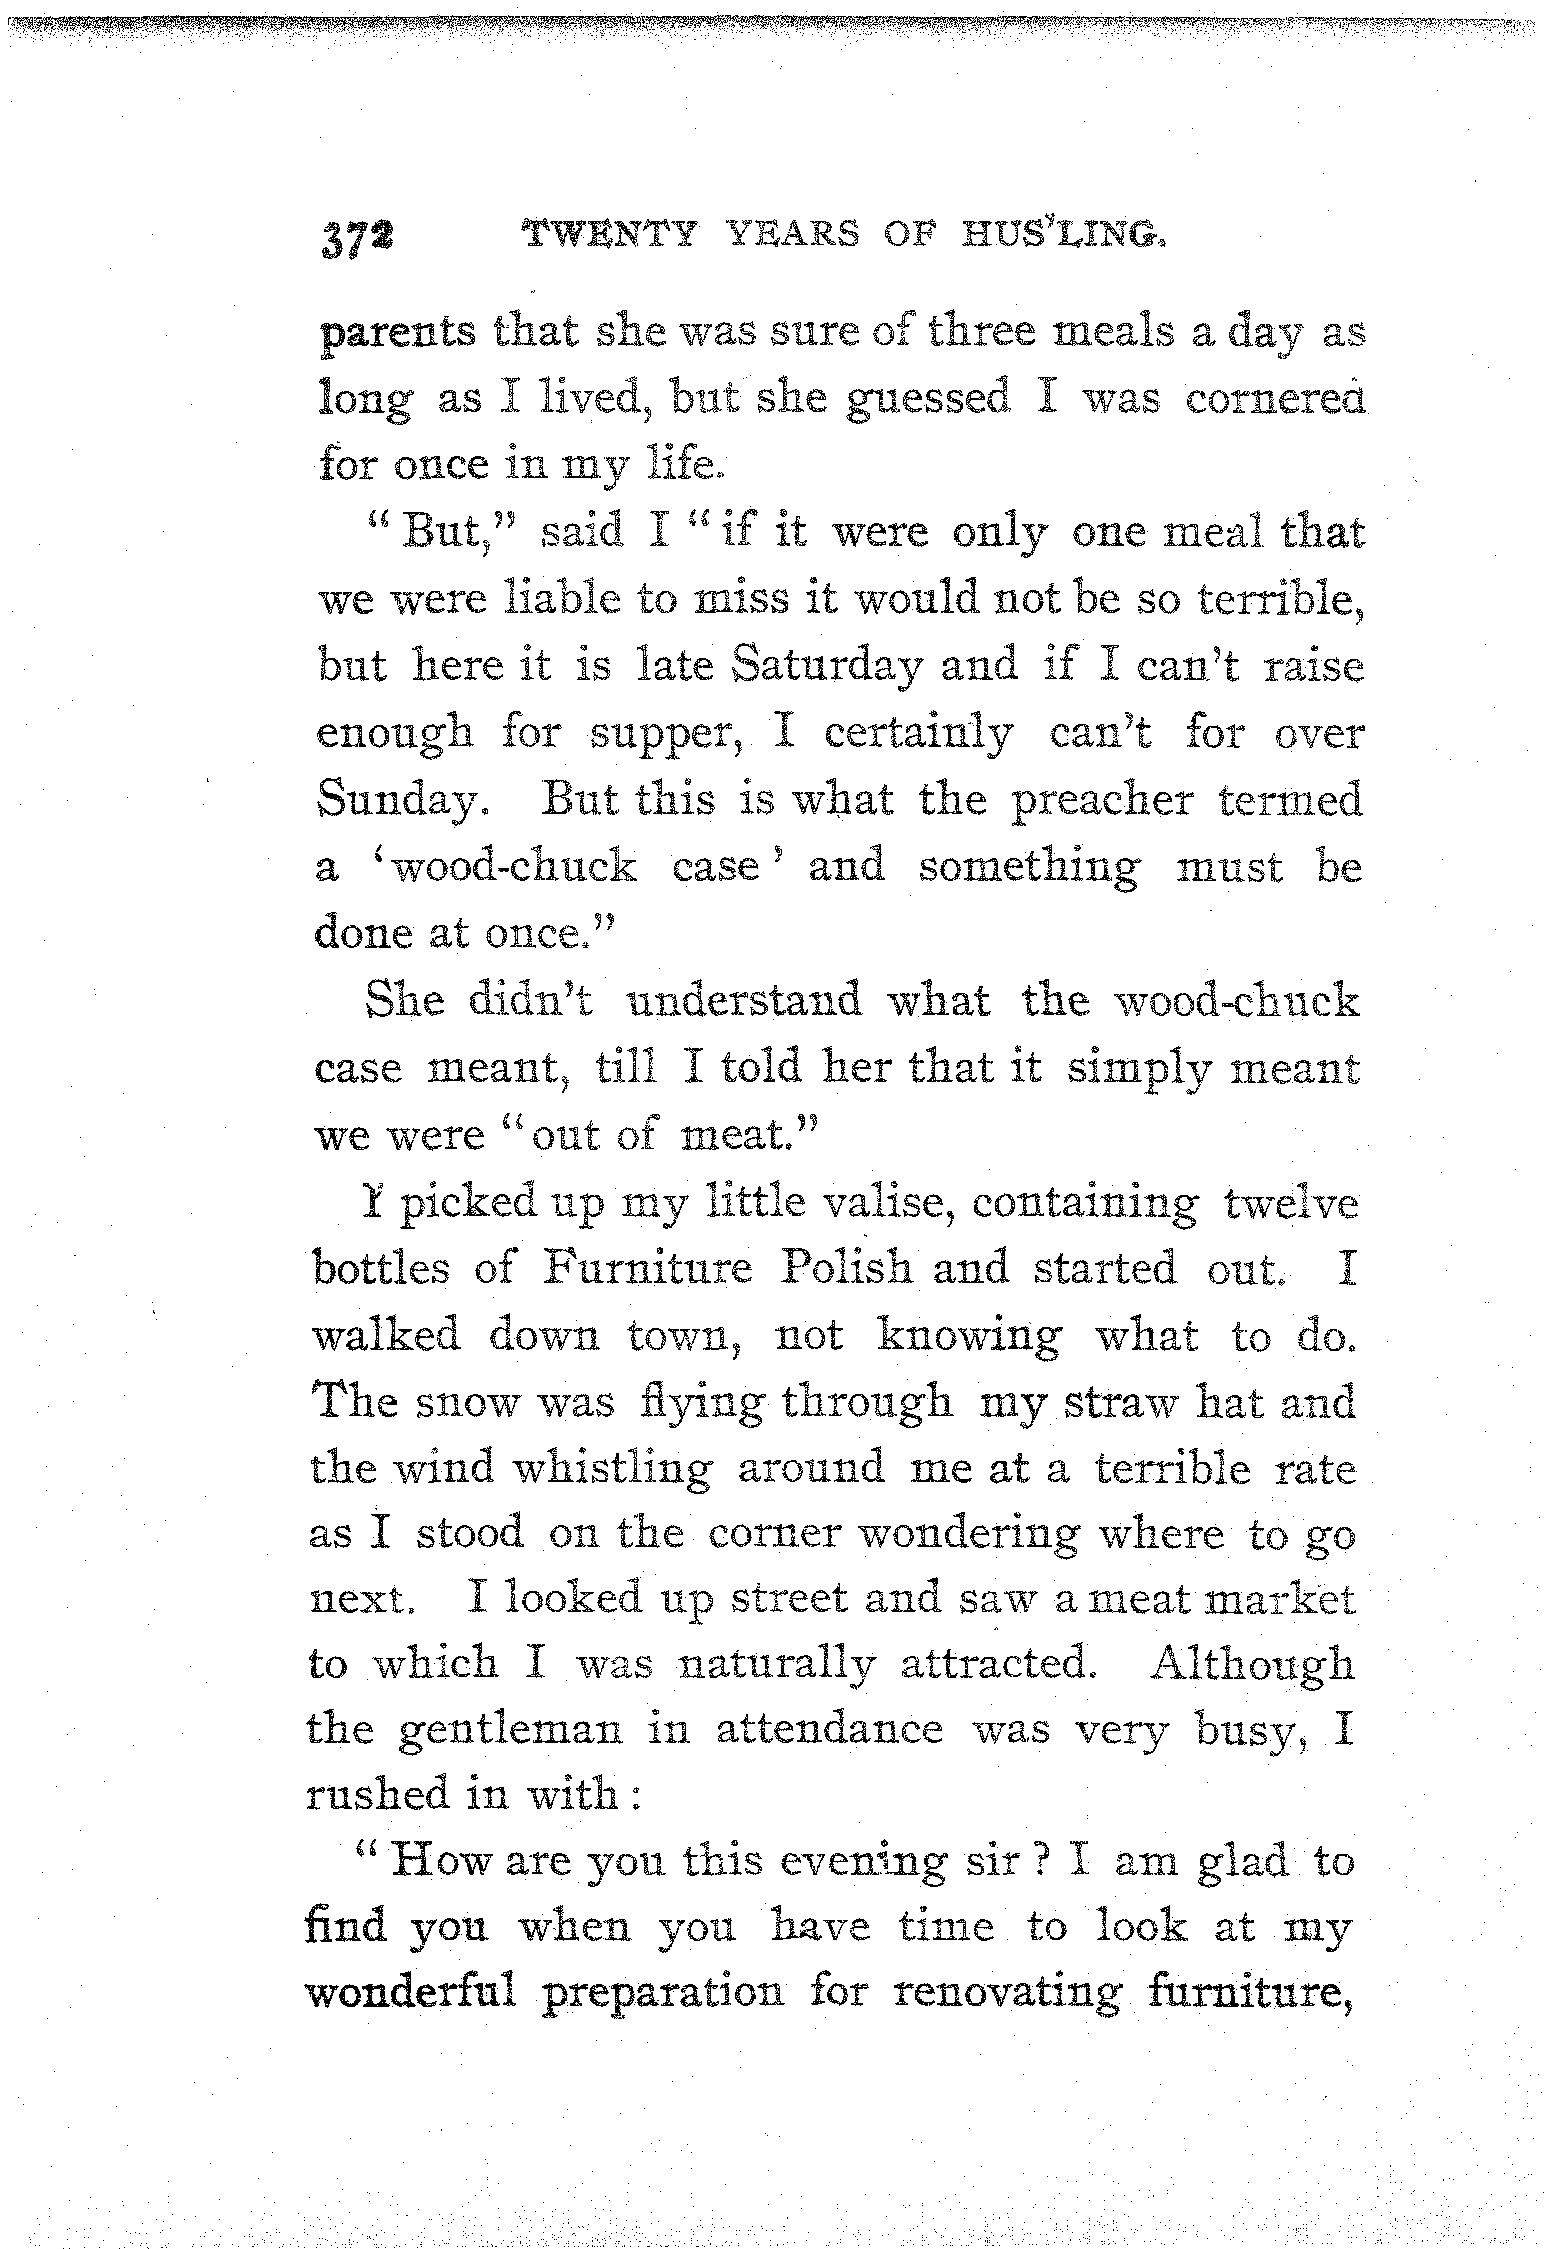 372 TWENTY YEARS OF HUS'LING.
parents that she was sure of three meals a day as
long as I lived, but she guessed I was cornered
for once in my life.
"But," said I "if it were only one meal that
we were liable to miss it would not be so terrible,
but here it is late Saturday and if I can't raise
enough for supper, I certainly can't for over
Sunday. But this is what the preacher termed
a 'wood-chuck case' and something must be
done at once."
She didn't understand what the wood-chuck
case meant, till I told her that it simply meant
we were "out of meat."
I picked up my little valise, containing twelve
bottles of Furniture Polish and started out. I
walked down town, not knowing what to do.
The snow was flying through my straw hat and
the wind whistling around me at a terrible rate
as I stood on the corner wondering where to go
next. I looked up street and saw a meat market
to which I was naturally attracted. Although
the gentleman in attendance was very busy, I
rushed in with:
"How are you this evening sir? I am glad to
find you when you have time to look at my
wonderful preparation for renovating furniture,